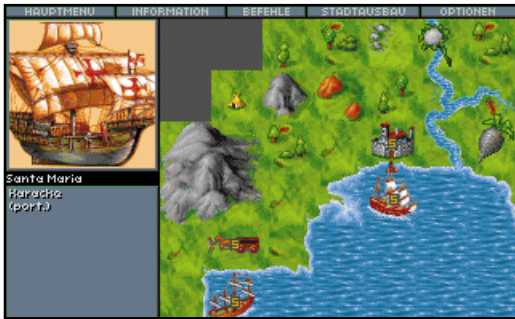 HAUPTMENU
INFORMATION
BEFEHLE
STADTAUSBAU
OPTIONEN
Santa Maria
Karacke
(port.)
S
S
S
S